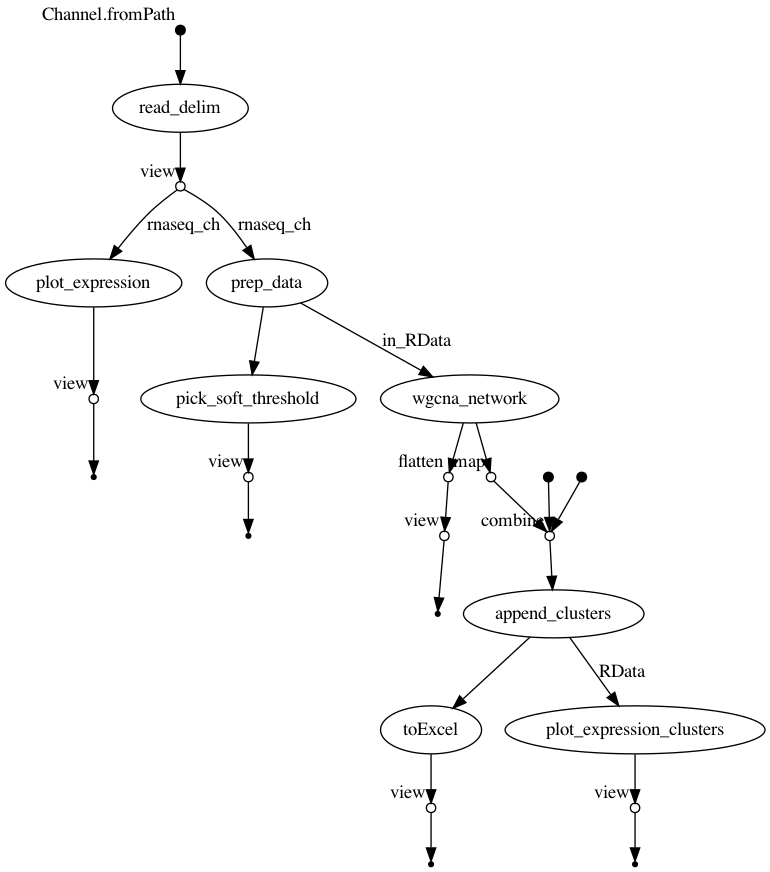 Channel.fromPath
read_delim
view
rnaseq_ch
rnaseq_ch
plot_expression
prep_data
in_RData
view
pick_soft_threshold
wgcna_network
view
flatten
map
view
combine
append_clusters
RData
toExcel
plot_expression_clusters
view
view